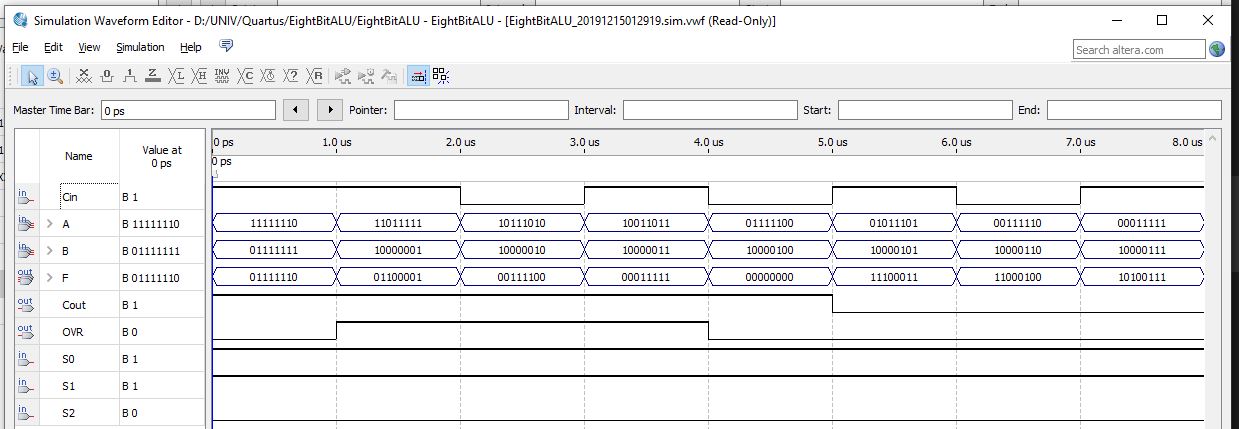 Simulation Waveform Editor - D:/UNIV/Quartus/EightBitALU/EightBitALU - EightBitALU - [EightBitALU_20191215012919.sim.vwf (Read-Only)]
File Edit View Simulation Help
Search altera.com
Master Time Bar: 0 ps Pointer: Interval: Start: End:
Name Value at 0 ps
0 ps 1.0 us 2.0 us 3.0 us 4.0 us 5.0 us 6.0 us 7.0 us 8.0 us
0 ps
in Cin B 1
in A B 11111110 11111110 11011111 10111010 10011011 01111100 01011101 00111110 00011111
in B B 01111111 01111111 10000001 10000010 10000011 10000100 10000101 10000110 10000111
out F B 01111110 01111110 01100001 00111100 00011111 00000000 11100011 11000100 10100111
out Cout B 1
out OVR B 0
in S0 B 1
in S1 B 1
in S2 B 0